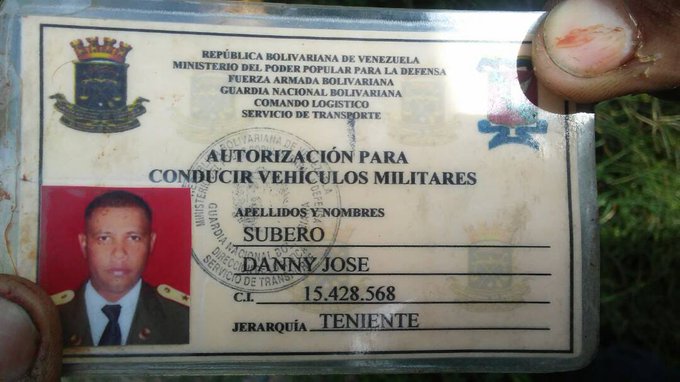 REPÚBLICA BOLIVARIANA DE VENEZUELA
MINISTERIO DEL PODER POPULAR PARA LA DEFENSA
FUERZA ARMADA BOLIVARIANA
GUARDIA NACIONAL BOLIVARIANA
COMANDO LOGISTICO
SERVICIO DE TRANSPORTE
AUTORIZACIÓN PARA
CONDUCIR VEHÍCULOS MILITARES
APELLIDOS Y NOMBRES
SUBERO
DANNY JOSE
C.I. 15.428.568
JERARQUÍA TENIENTE